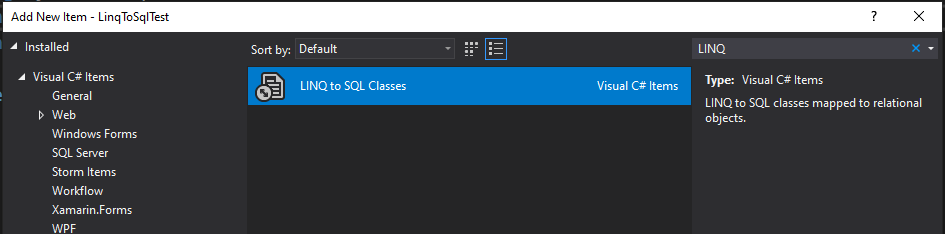 Add New Item - LinqToSqlTest
? ×
Installed
Sort by: Default
LINQ
Visual C# Items
General
Web
Windows Forms
SQL Server
Storm Items
Workflow
Xamarin.Forms
WPF
LINQ to SQL Classes Visual C# Items
Type: Visual C# Items
LINQ to SQL classes mapped to relational
objects.